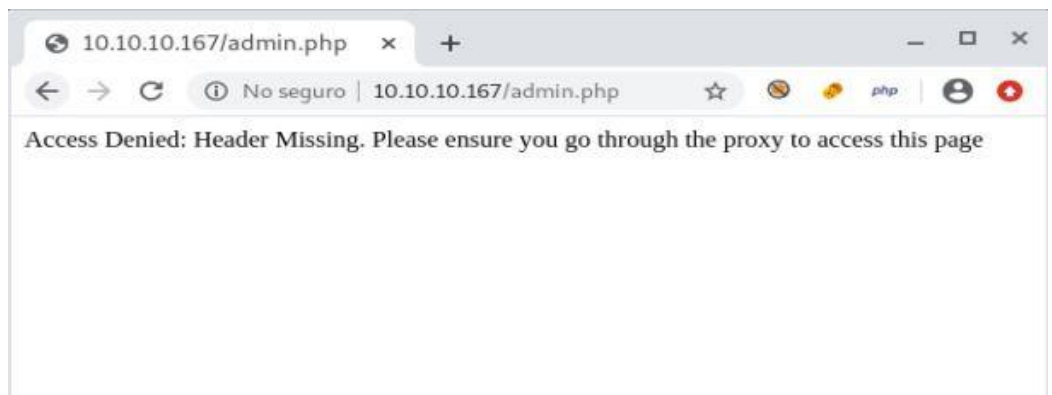 10.10.10.167/admin.php
No seguro | 10.10.10.167/admin.php
php
Access Denied: Header Missing. Please ensure you go through the proxy to access this page